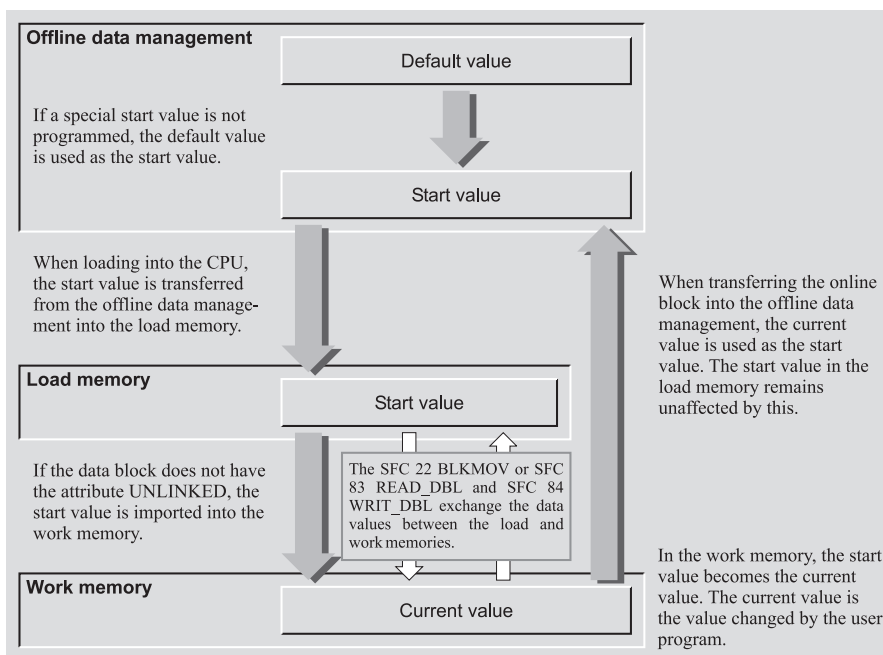 Offline data management
Default value
If a special start value is not
programmed, the default value
is used as the start value.
Start value
When loading into the CPU,
the start value is transferred
from the offline data manage-
ment into the load memory.
When transferring the online
block into the offline data
management, the current
value is used as the start
value. The start value in the
load memory remains
unaffected by this.
Load memory
Start value
If the data block does not have
the attribute UNLINKED, the
start value is imported into the
work memory.
The SFC 22 BLKMOV or SFC
83 READ_DBL and SFC 84
WRIT_DBL exchange the data
values between the load and
work memories.
In the work memory, the start
value becomes the current
value. The current value is
the value changed by the user
program.
Work memory
Current value